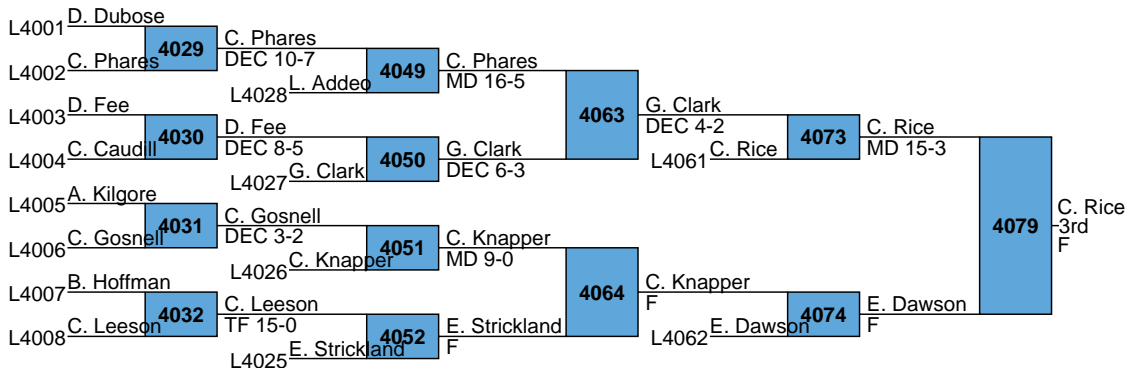 L4001 D. Dubose
4029
L4002 C. Phares
C. Phares
DEC 10-7
4049
L4028 L. Addeo
C. Phares
MD 16-5
L4003 D. Fee
4030
L4004 C. Caudill
D. Fee
DEC 8-5
4050
L4027 G. Clark
G. Clark
DEC 6-3
4063
G. Clark
DEC 4-2
4073
L4061 C. Rice
C. Rice
MD 15-3
L4005 A. Kilgore
4031
L4006 C. Gosnell
C. Gosnell
DEC 3-2
4051
L4026 C. Knapper
C. Knapper
MD 9-0
L4007 B. Hoffman
4032
L4008 C. Leeson
C. Leeson
TF 15-0
4052
L4025 E. Strickland
E. Strickland
F
4064
C. Knapper
F
4074
L4062 E. Dawson
E. Dawson
F
4079
C. Rice
3rd
F